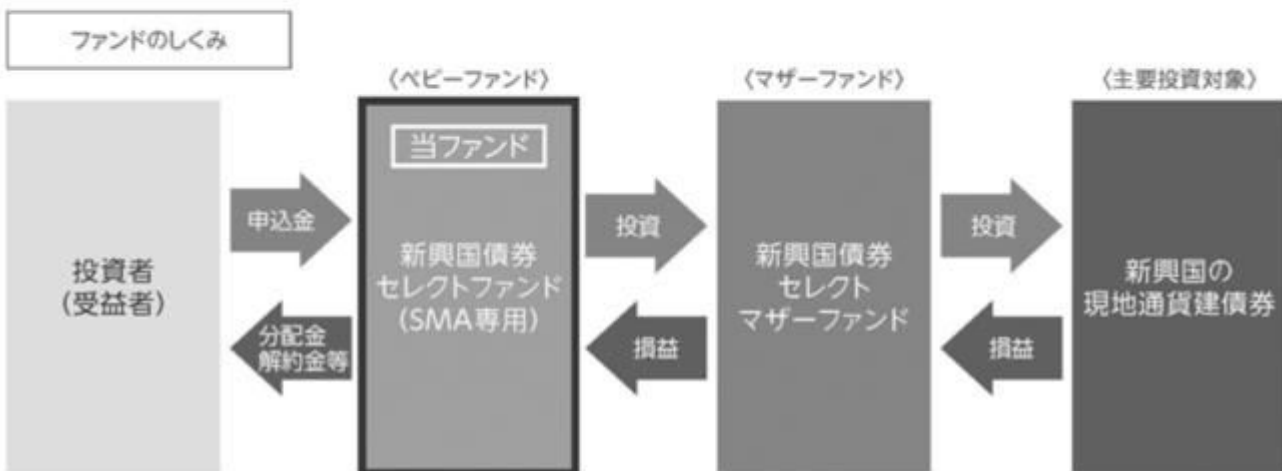 ファンドのしくみ
〈ベビーファンド〉
〈マザーファンド〉
〈主要投資対象〉
投資者
(受益者)
申込金
分配金
解約金等
当ファンド
新興国債券
セレクトファンド
(SMA専用)
投資
損益
新興国債券
セレクト
マザーファンド
投資
損益
新興国の
現地通貨建債券